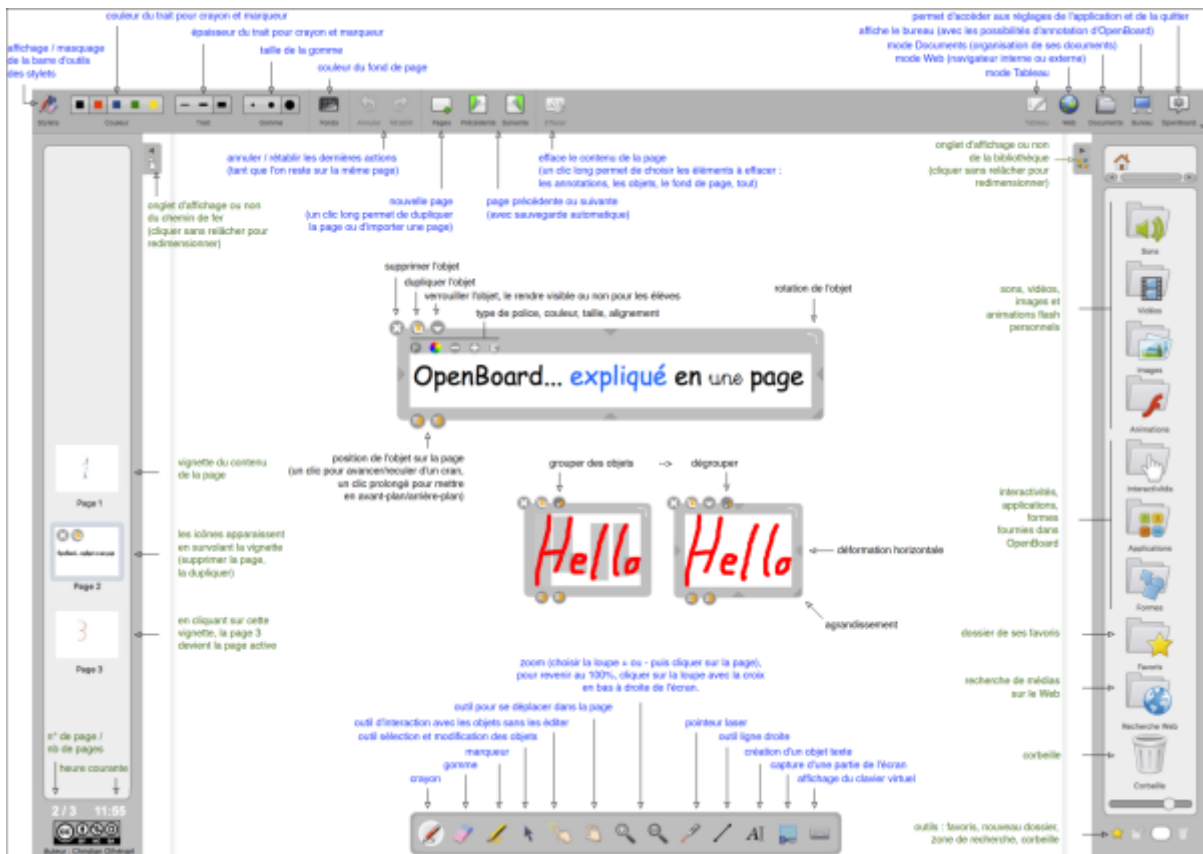 couleur du trait pour crayon et marqueur
épaisseur du trait pour crayon et marqueur
taille de la gomme
couleur du fond de page
affichage / masquage
de la barre d'outils
des stylets
permet d'accéder aux réglages de l'application et de la quitter
affiche le bureau (avec les possibilités d'annotation d'OpenBoard)
mode Documents (organisation de ses documents)
mode Web (navigateur interne ou externe)
mode Tableau
Stylets
Couleur
Trait
Gomme
Fonds
Annuler
Rétablir
Pages
Précédente
Suivante
Effacer
Tableau
Web
Documents
Bureau
OpenBoard
annuler / rétablir les dernières actions
(tant que l'on reste sur la même page)
efface le contenu de la page
(un clic long permet de choisir les éléments à effacer :
les annotations, les objets, le fond de page, tout)
nouvelle page
(un clic long permet de dupliquer
la page ou d'importer une page)
page précédente ou suivante
(avec sauvegarde automatique)
onglet d'affichage ou non
du chemin de fer
(cliquer sans relâcher pour
redimensionner)
onglet d'affichage ou non
de la bibliothèque
(cliquer sans relâcher pour
redimensionner)
supprimer l'objet
dupliquer l'objet
verrouiller l'objet, le rendre visible ou non pour les élèves
type de police, couleur, taille, alignement
rotation de l'objet
OpenBoard... expliqué en une page
position de l'objet sur la page
(un clic pour avancer/reculer d'un cran,
un clic prolongé pour mettre
en avant-plan/arrière-plan)
grouper des objets -> dégrouper
Hello
Hello
déformation horizontale
agrandissement
1
Page 1
vignette du contenu
de la page
Page 2
les icônes apparaissent
en survolant la vignette
(supprimer la page,
la dupliquer)
3
Page 3
en cliquant sur cette
vignette, la page 3
devient la page active
n° de page /
nb de pages
heure courante
2 / 3 11:55
Auteur : Christian Othénart
sons, vidéos,
images et
animations flash
personnels
interactivités,
applications,
formes
fournies dans
OpenBoard
dossier de ses favoris
recherche de médias
sur le Web
corbeille
outils : favoris, nouveau dossier,
zone de recherche, corbeille
Sons
Vidéos
Images
Animations
Interactivités
Applications
Formes
Favoris
Recherche Web
Corbeille
zoom (choisir la loupe + ou - puis cliquer sur la page),
pour revenir au 100%, cliquer sur la loupe avec la croix
en bas à droite de l'écran.
outil pour se déplacer dans la page
outil d'interaction avec les objets sans les éditer
outil sélection et modification des objets
marqueur
gomme
crayon
pointeur laser
outil ligne droite
création d'un objet texte
capture d'une partie de l'écran
affichage du clavier virtuel